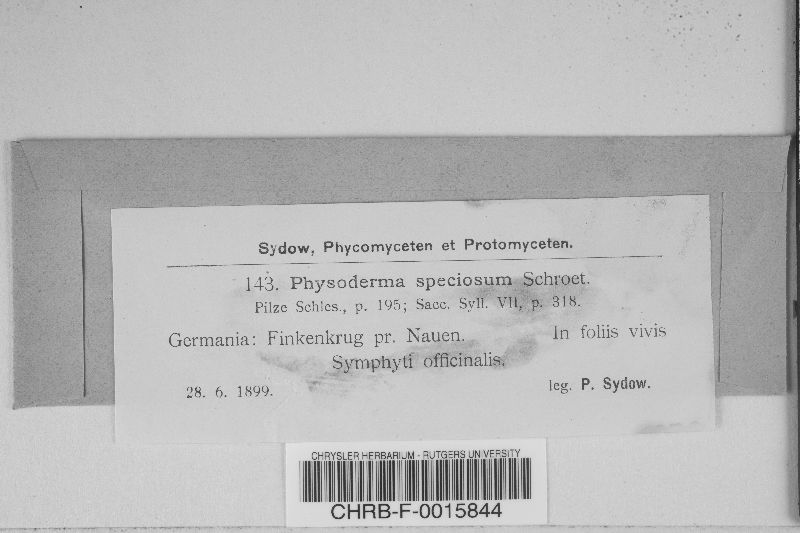 Sydow, Phycomyceten et Protomyceten.
143. Physoderma speciosum Schroet.
Pilze Schles., p. 195; Sacc. Syll. VII, p. 318.
Germania: Finkenkrug pr. Nauen. In foliis vivis
Symphyti officinalis.
28. 6. 1899. leg. P. Sydow.
CHRYSLER HERBARIUM - RUTGERS UNIVERSITY
CHRB-F-0015844